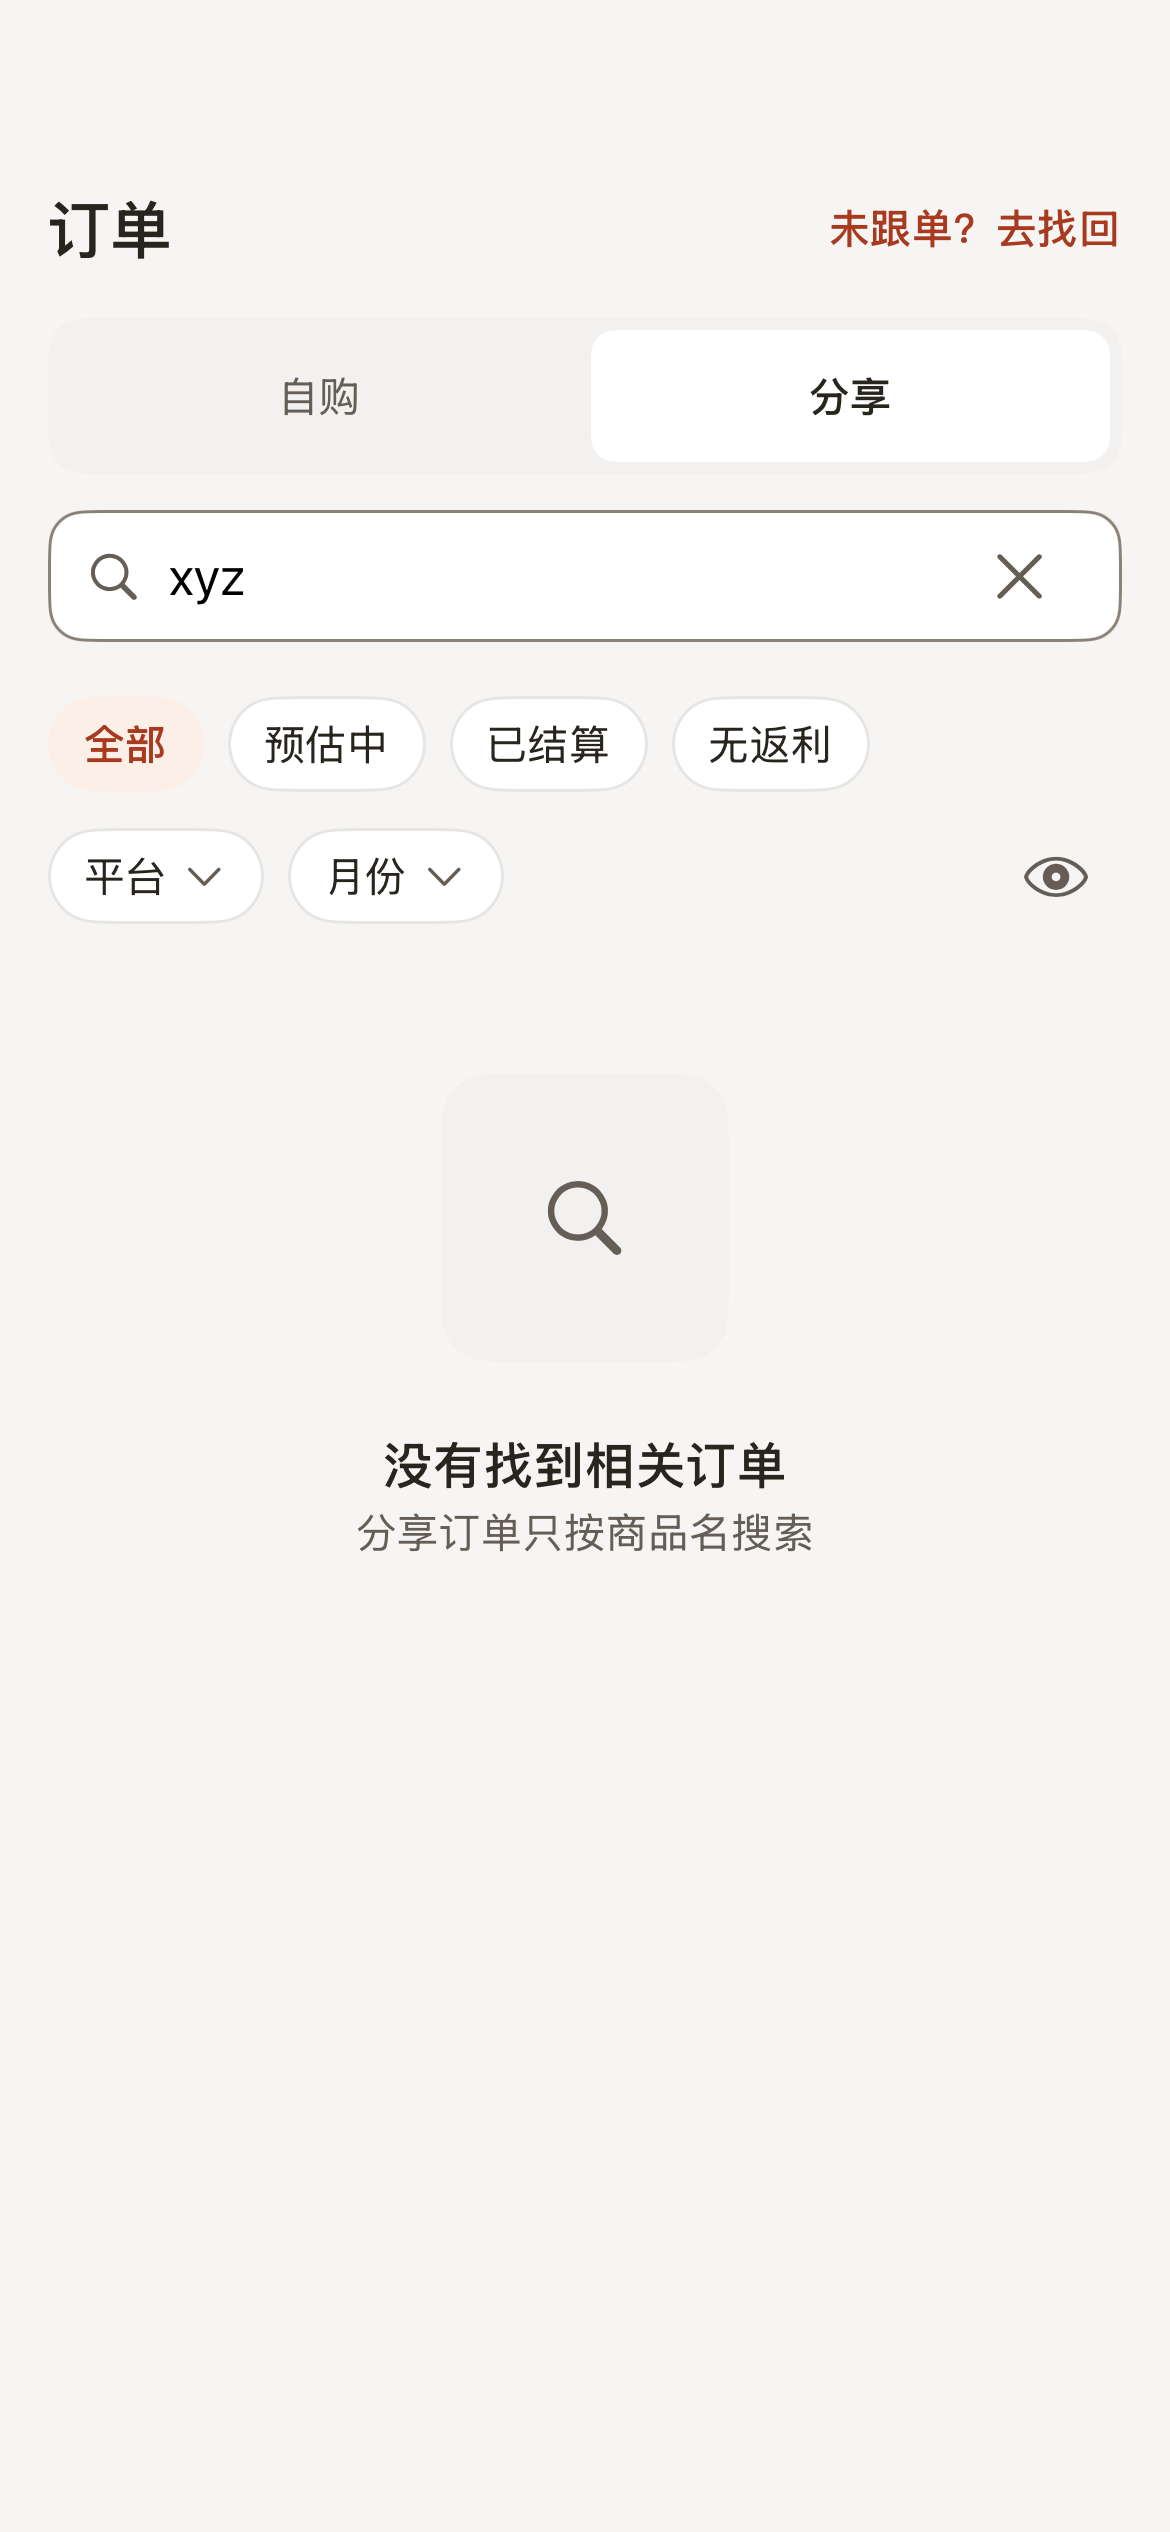 订单
未跟单？去找回
自购
分享
xyz
全部
预估中
已结算
无返利
平台
月份
没有找到相关订单
分享订单只按商品名搜索